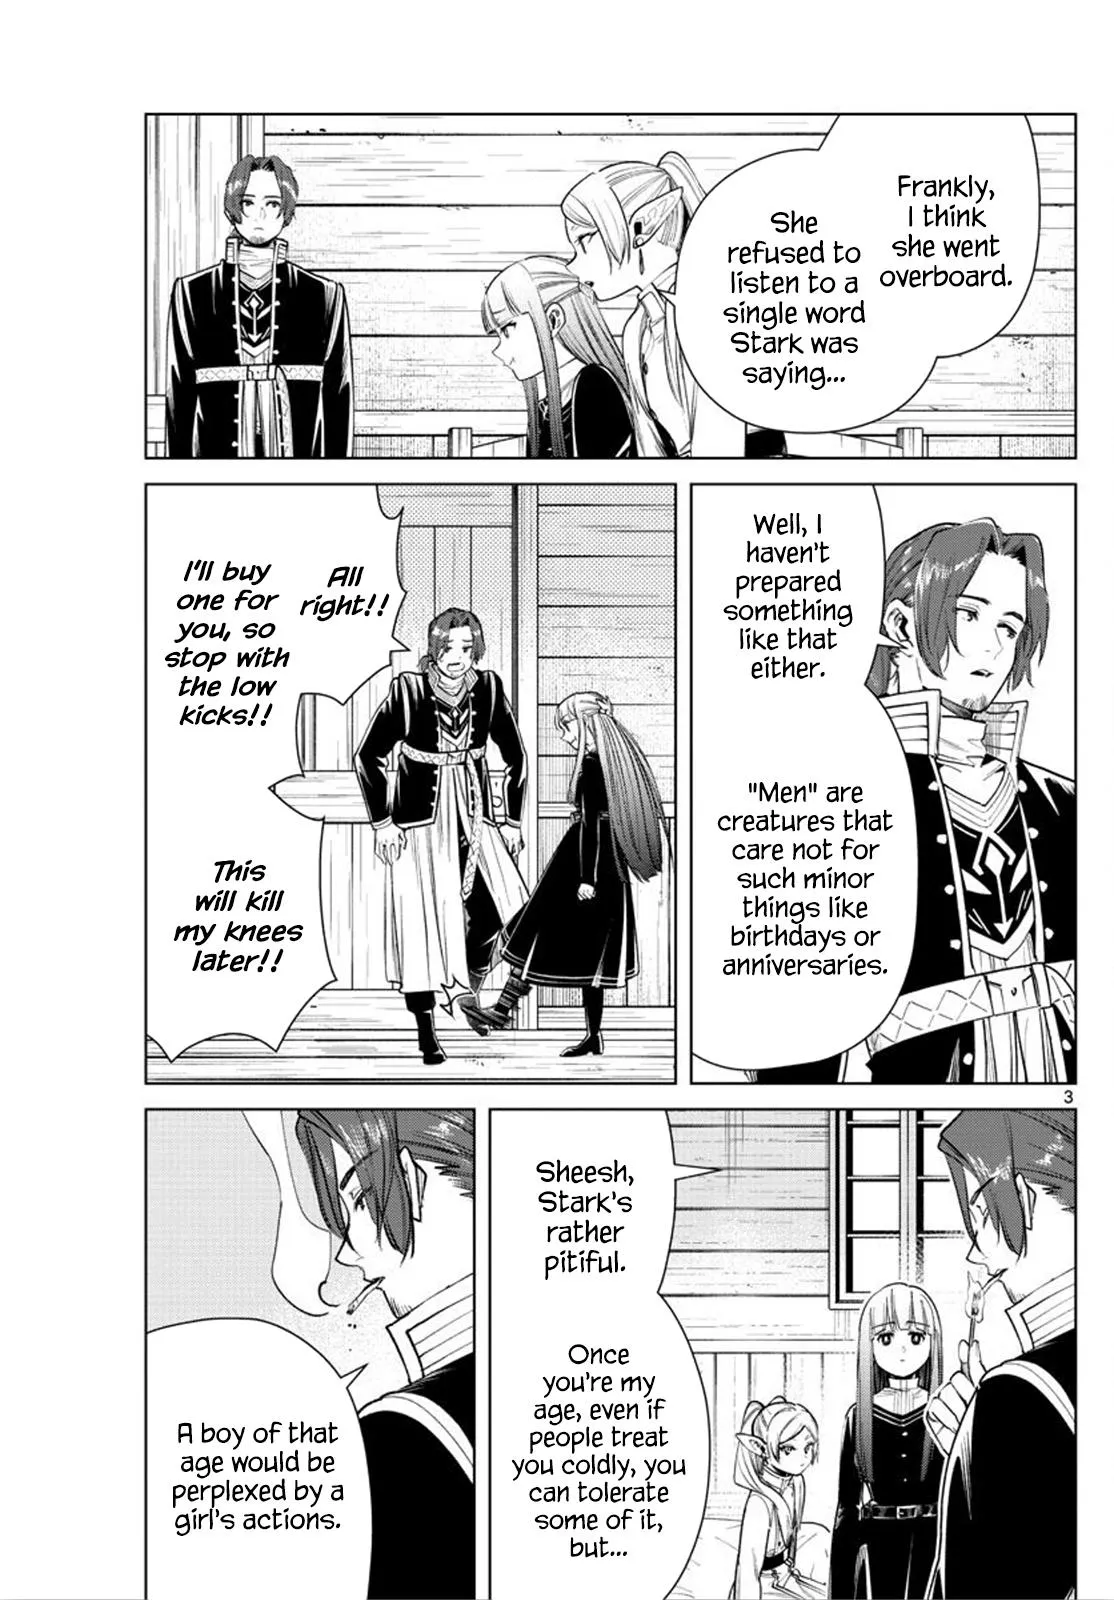 Frankly,
I think
she went
overboard.
She
refused to
listen to a
single word
Stark was
saying...
Well, I
haven't
prepared
something
like that
either.
"Men" are
creatures that
care not for
such minor
things like
birthdays or
anniversaries.
All
right!!
I'll buy
one for
you, so
stop with
the low
kicks!!
This
will kill
my knees
later!!
3
Sheesh,
Stark's
rather
pitiful.
Once
you're my
age, even if
people treat
you coldly, you
can tolerate
some of it,
but...
A boy of that
age would be
perplexed by a
girl's actions.